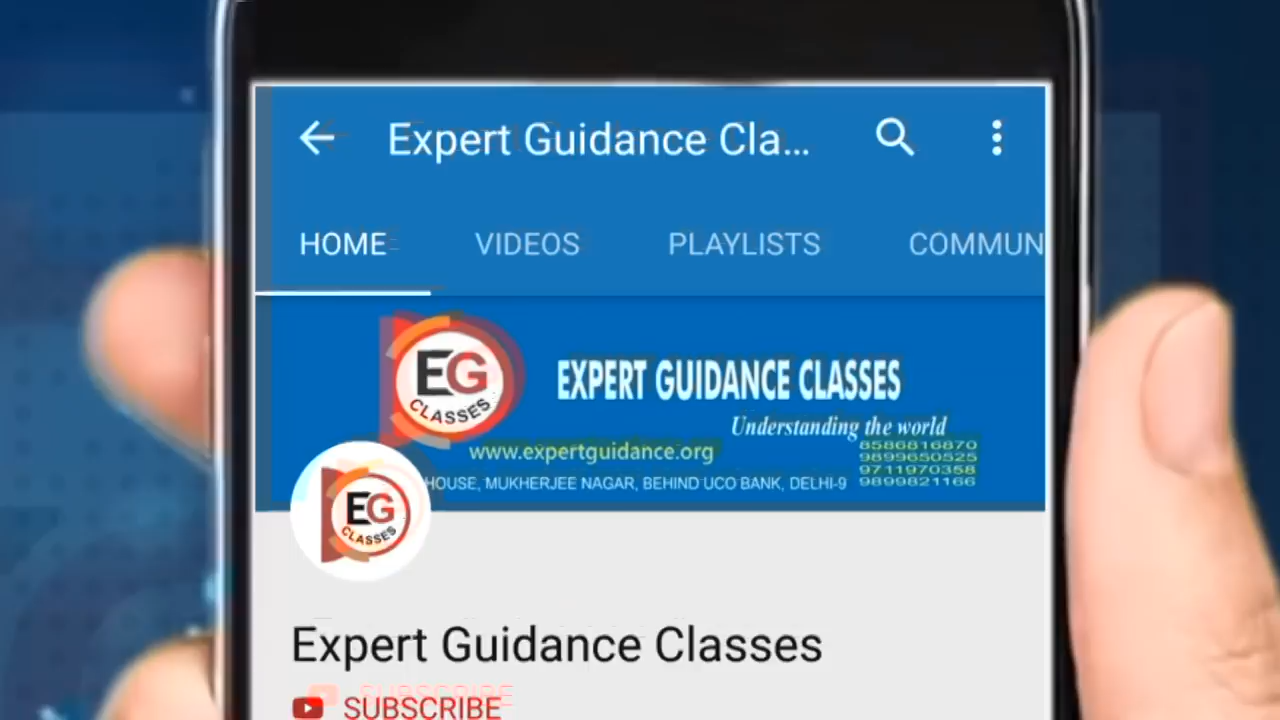 Expert Guidance Cla...
HOME VIDEOS PLAYLISTS COMMUN
EG
CLASSES
EXPERT GUIDANCE CLASSES
Understanding the world
www.expertguidance.org
8586816870
9899650525
9711970358
9899821166
HOUSE, MUKHERJEE NAGAR, BEHIND UCO BANK, DELHI-9
EG
CLASSES
Expert Guidance Classes
SUBSCRIBE